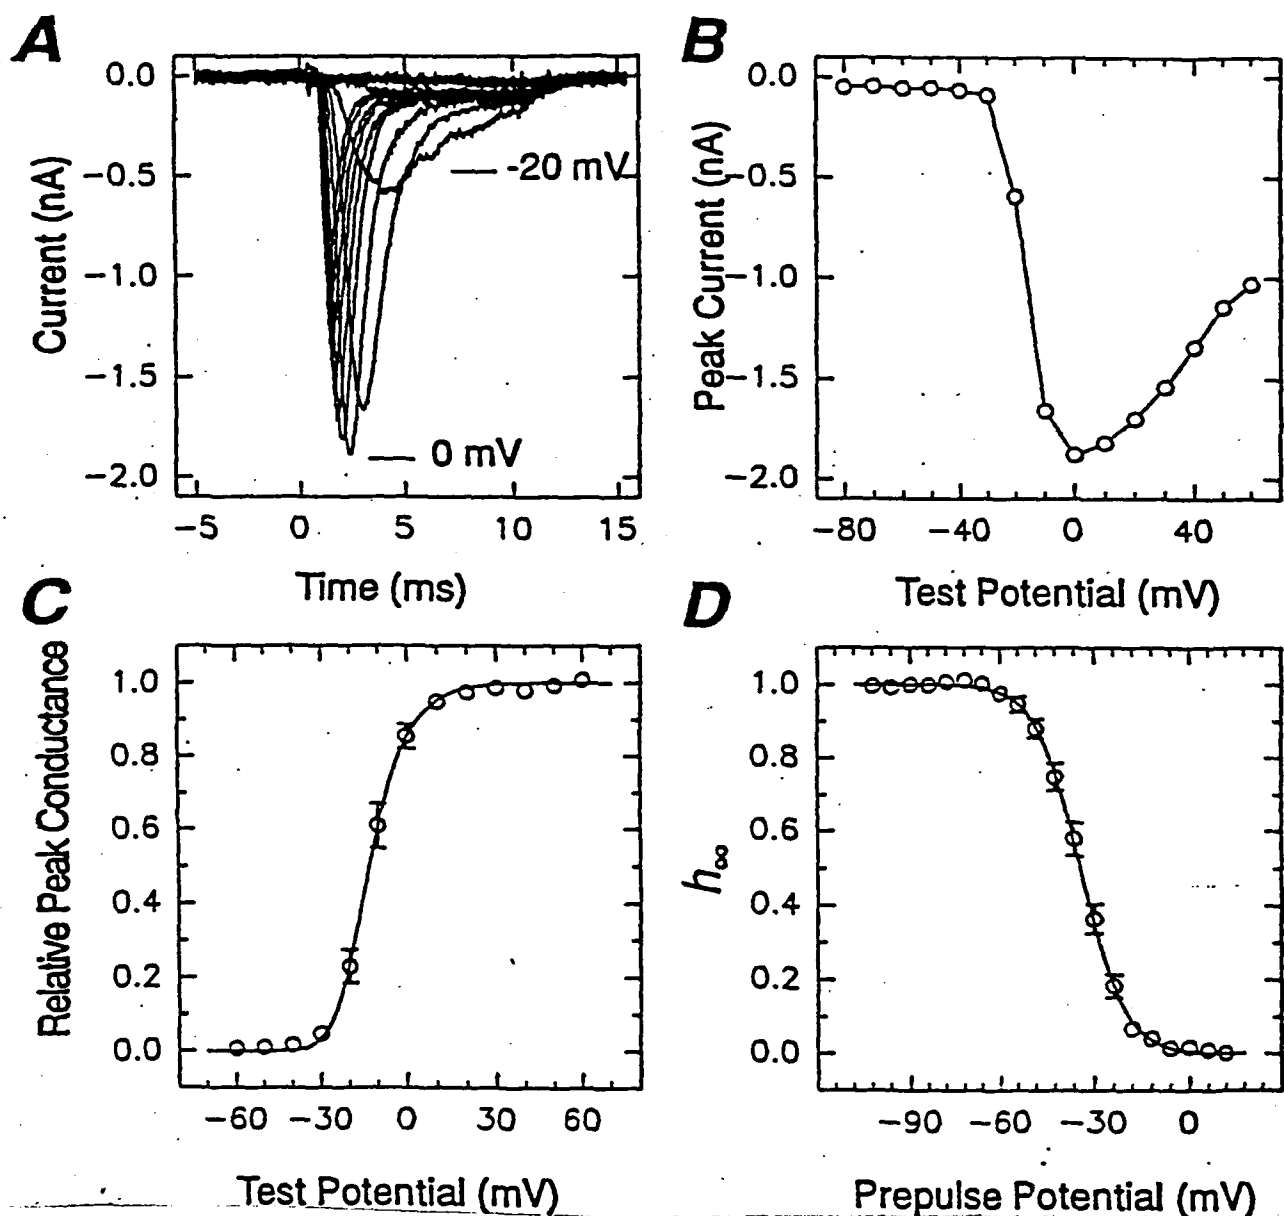 A
Current (nA)
0.0
−0.5
−1.0
−1.5
−2.0
-20 mV
0 mV
−5 0 5 10 15
Time (ms)
B
Peak Current (nA)
0.0
−0.5
−1.0
−1.5
−2.0
−80 −40 0 40
Test Potential (mV)
C
Relative Peak Conductance
1.0
0.8
0.6
0.4
0.2
0.0
−60 −30 0 30 60
Test Potential (mV)
D
h∞
1.0
0.8
0.6
0.4
0.2
0.0
−90 −60 −30 0
Prepulse Potential (mV)